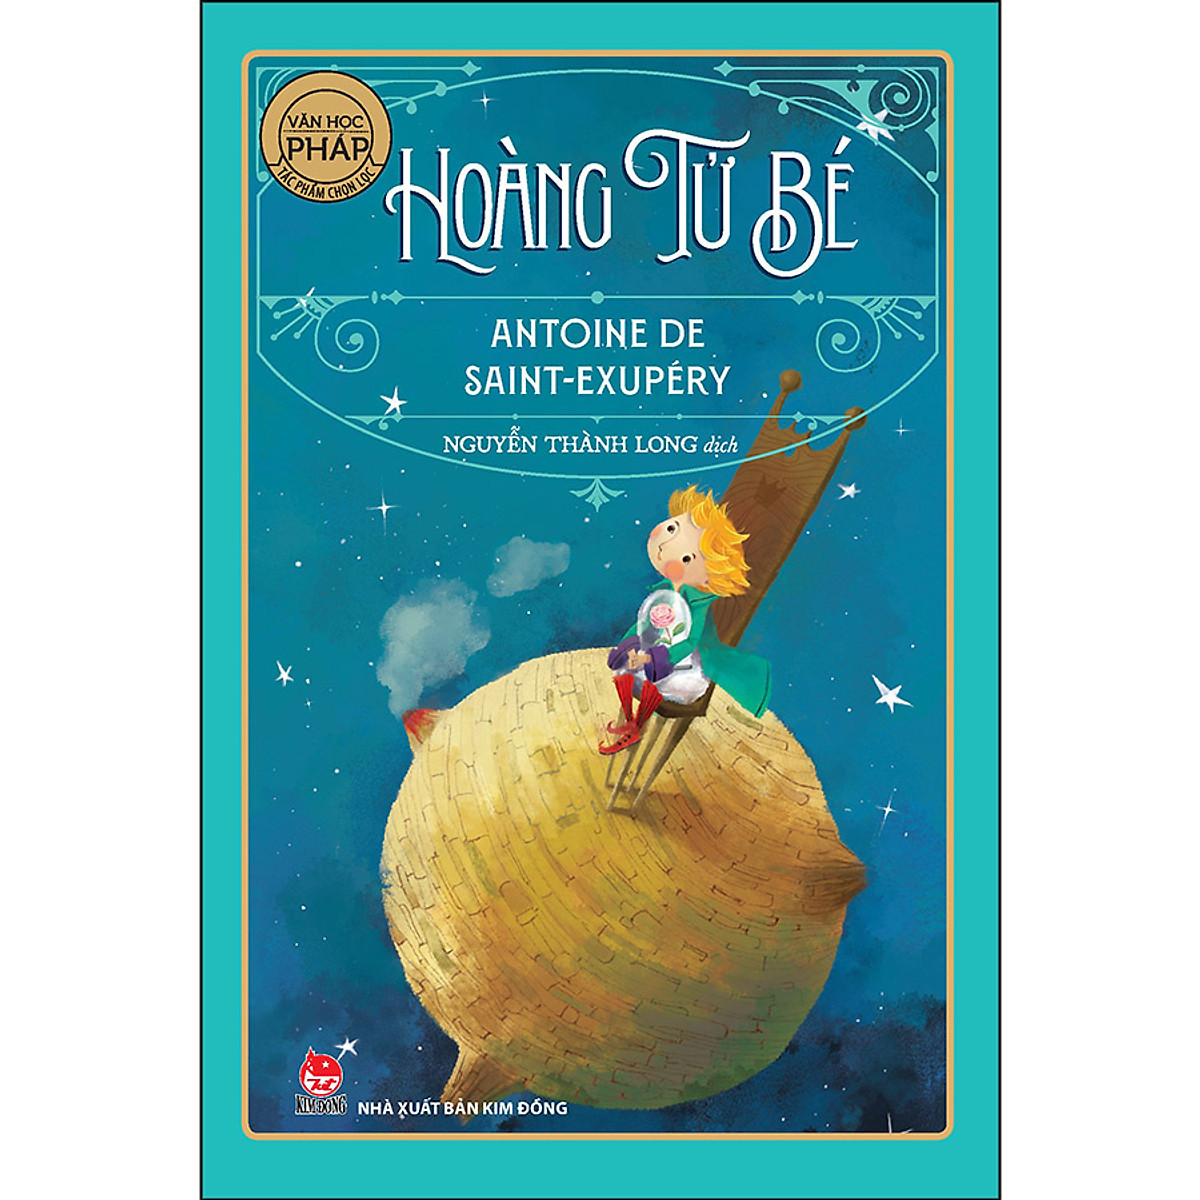 VĂN HỌC
PHÁP
TÁC PHẨM CHỌN LỌC
HOÀNG TỬ BÉ
ANTOINE DE
SAINT-EXUPÉRY
NGUYỄN THÀNH LONG dịch
KIM ĐỒNG
NHÀ XUẤT BẢN KIM ĐỒNG